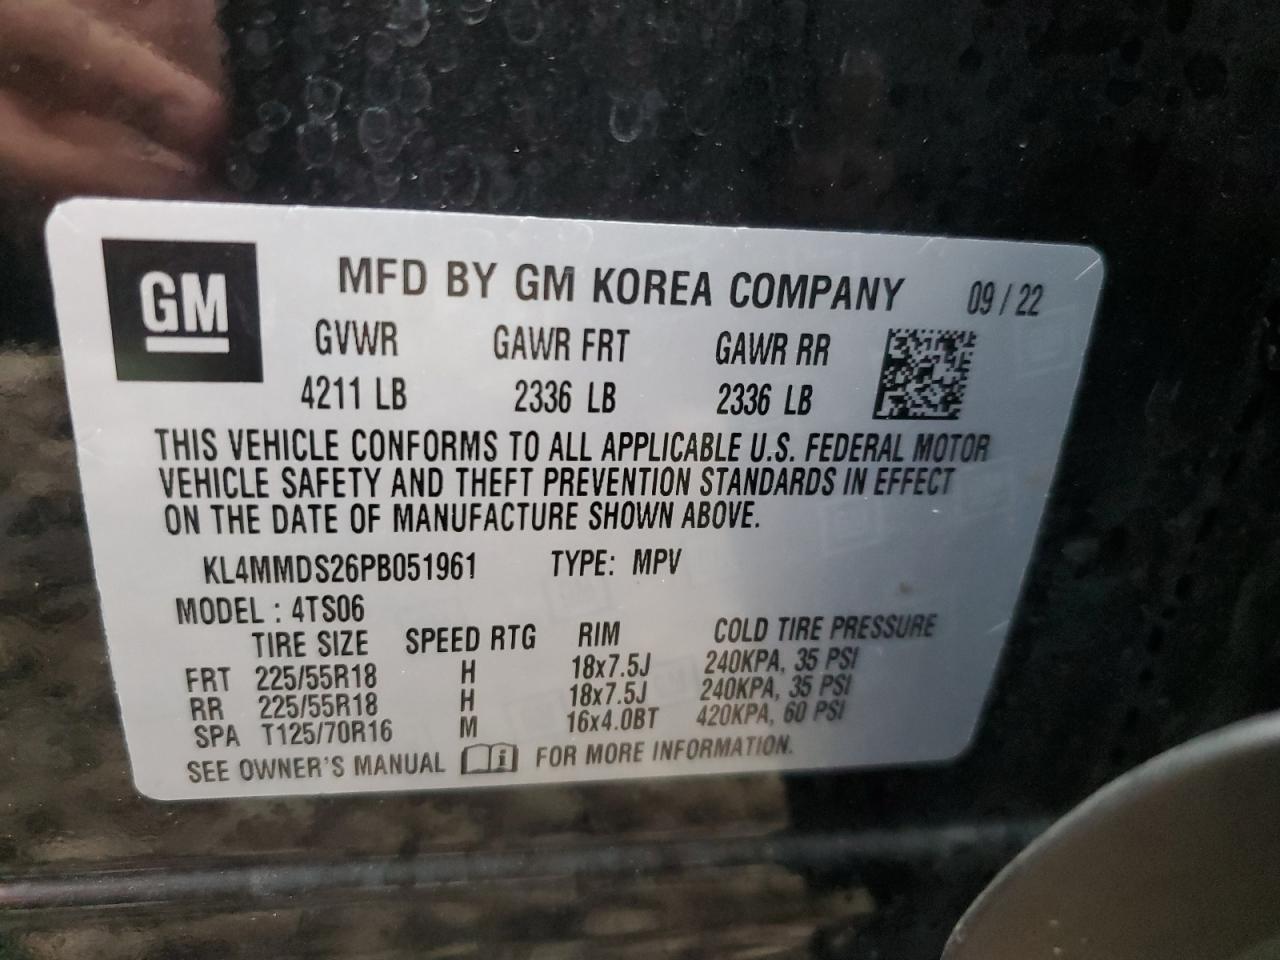 GM
MFD BY GM KOREA COMPANY 09 / 22
GVWR GAWR FRT GAWR RR
4211 LB 2336 LB 2336 LB
THIS VEHICLE CONFORMS TO ALL APPLICABLE U.S. FEDERAL MOTOR
VEHICLE SAFETY AND THEFT PREVENTION STANDARDS IN EFFECT
ON THE DATE OF MANUFACTURE SHOWN ABOVE.
KL4MMDS26PB051961 TYPE: MPV
MODEL : 4TS06
TIRE SIZE SPEED RTG RIM COLD TIRE PRESSURE
FRT 225/55R18 H 18x7.5J 240KPA, 35 PSI
RR 225/55R18 H 18x7.5J 240KPA, 35 PSI
SPA T125/70R16 M 16x4.0BT 420KPA, 60 PSI
SEE OWNER'S MANUAL i FOR MORE INFORMATION.